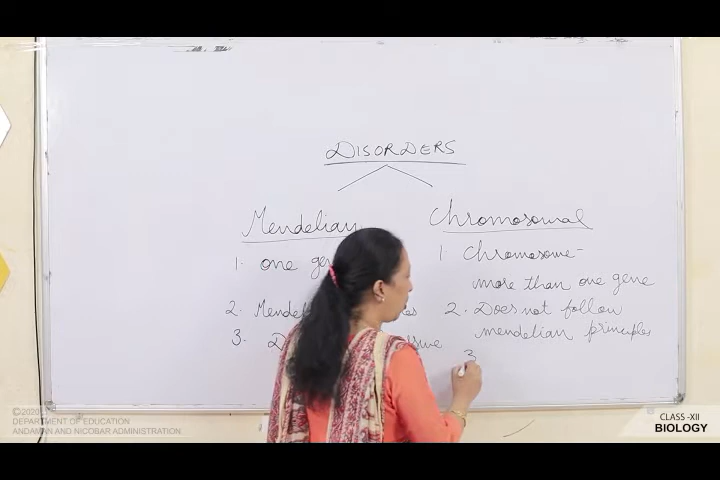 DISORDERS
Mendelian
Chromosomal
1. one
2.
3.
1 Chromosome-
more than one gene
2. Does not follow
mendelian principles
3
©2020
DEPARTMENT OF EDUCATION
ANDAMAN AND NICOBAR ADMINISTRATION
CLASS -XII
BIOLOGY